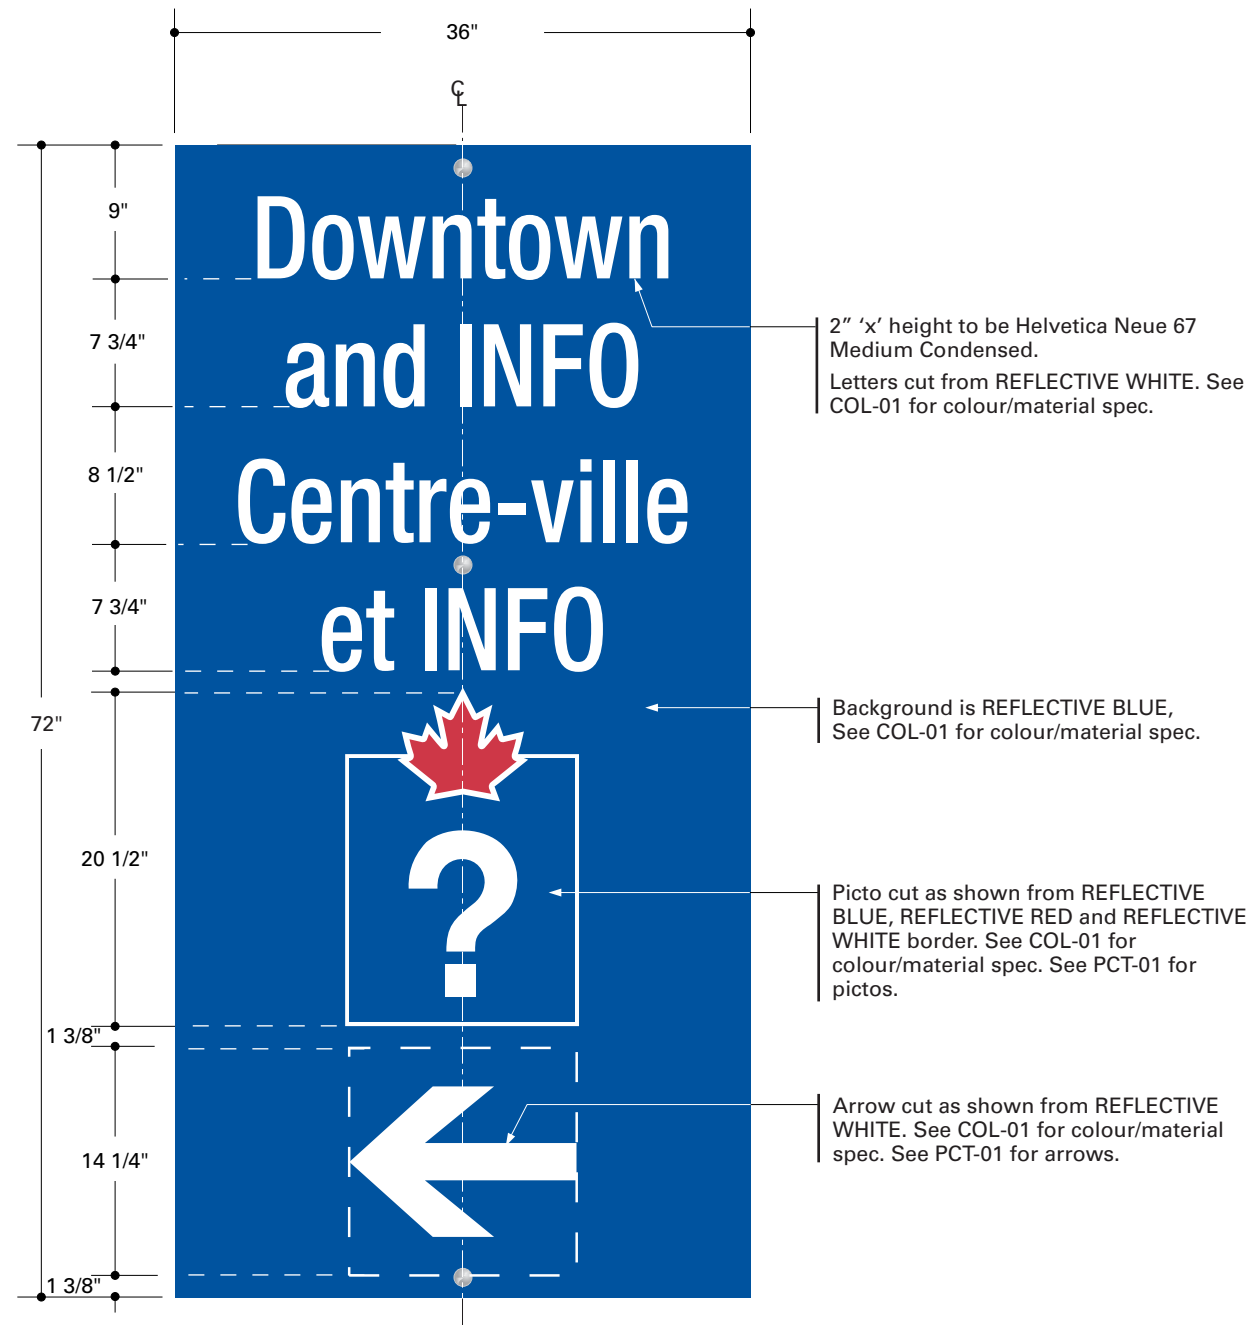 36"
℄
9"
7 3/4"
8 1/2"
7 3/4"
72"
20 1/2"
1 3/8"
14 1/4"
1 3/8"
Downtown
and INFO
Centre-ville
et INFO
?
2” ‘x’ height to be Helvetica Neue 67
Medium Condensed.
Letters cut from REFLECTIVE WHITE. See
COL-01 for colour/material spec.
Background is REFLECTIVE BLUE,
See COL-01 for colour/material spec.
Picto cut as shown from REFLECTIVE
BLUE, REFLECTIVE RED and REFLECTIVE
WHITE border. See COL-01 for
colour/material spec. See PCT-01 for
pictos.
Arrow cut as shown from REFLECTIVE
WHITE. See COL-01 for colour/material
spec. See PCT-01 for arrows.